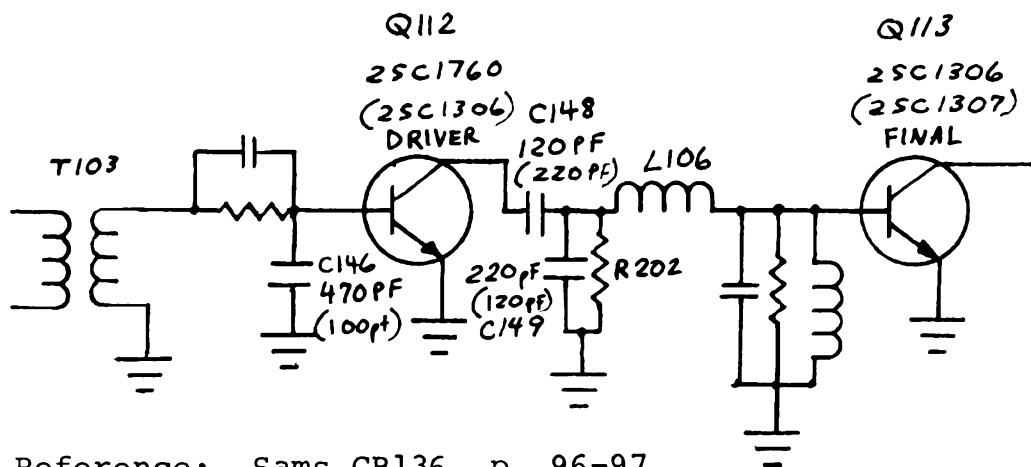 Q112
2SC1760
(2SC1306)
DRIVER
Q113
2SC1306
(2SC1307)
FINAL
T103
C148
120PF
(220PF)
L106
C146
470PF
(100pf)
220pF
(120pF)
C149
R202
Reference: Sams CB136, p. 96-97